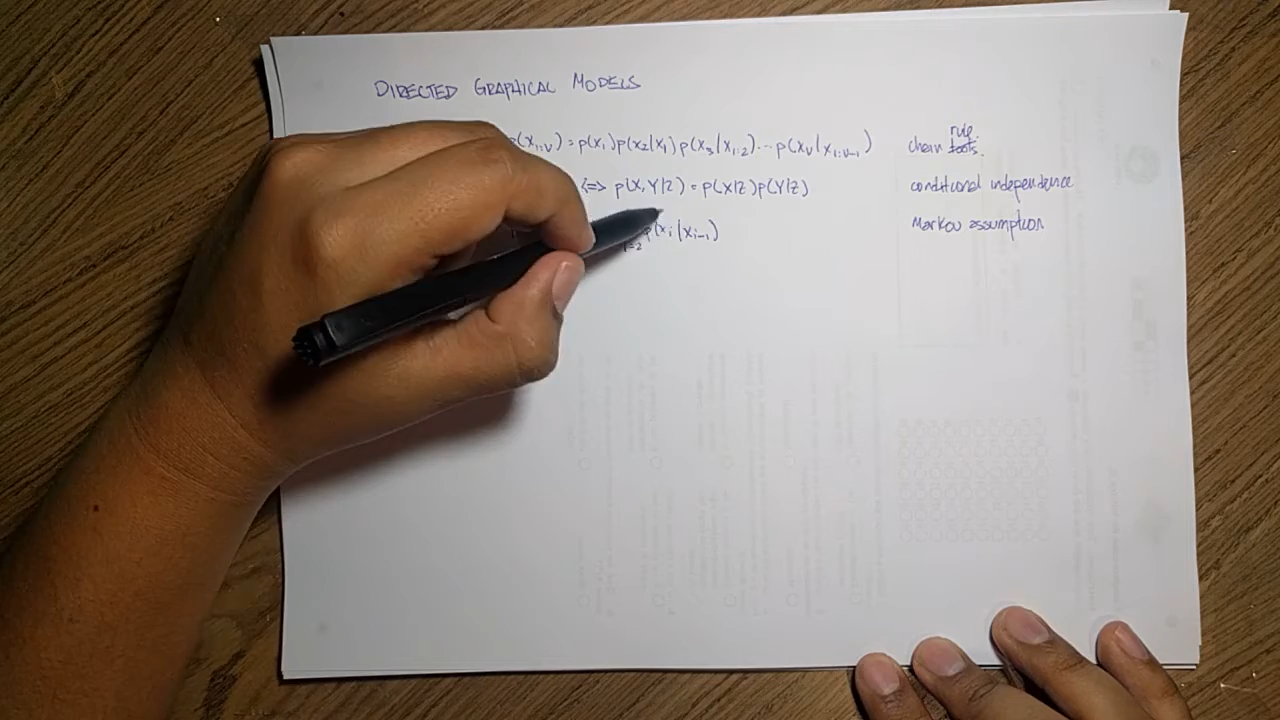 DIRECTED GRAPHICAL MODELS
p(x₁:ᵥ) = p(x₁)p(x₂|x₁)p(x₃|x₁:₂)...p(xᵥ|x₁:ᵥ₋₁) chain rule.
<=> p(X,Y|Z) = p(X|Z)p(Y|Z) conditional independence
i=2 p(xᵢ|xᵢ₋₁) Markov assumption